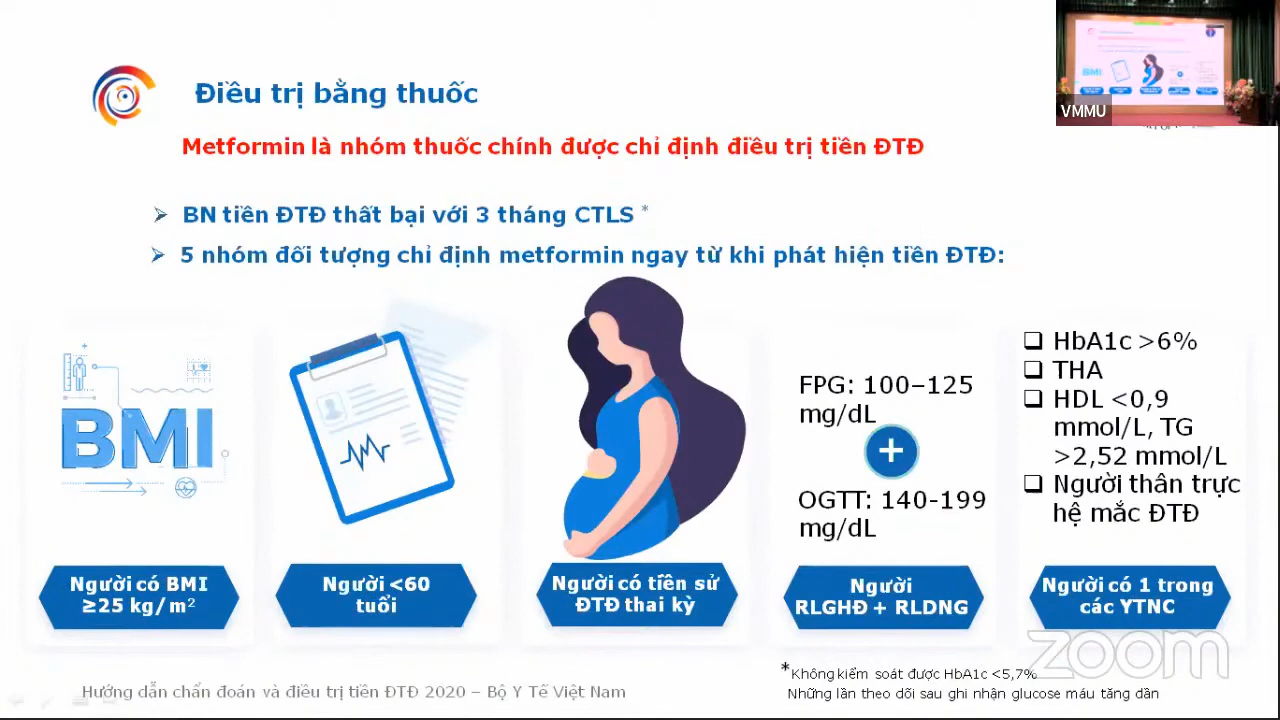 VMMU
Điều trị bằng thuốc
Metformin là nhóm thuốc chính được chỉ định điều trị tiền ĐTĐ
➢ BN tiền ĐTĐ thất bại với 3 tháng CTLS *
➢ 5 nhóm đối tượng chỉ định metformin ngay từ khi phát hiện tiền ĐTĐ:
BMI
Người có BMI
≥25 kg/m²
Người <60
tuổi
Người có tiền sử
ĐTĐ thai kỳ
FPG: 100–125
mg/dL
+
OGTT: 140-199
mg/dL
Người
RLGHĐ + RLDNG
❑ HbA1c >6%
❑ THA
❑ HDL <0,9
mmol/L, TG
>2,52 mmol/L
❑ Người thân trực
hệ mắc ĐTĐ
Người có 1 trong
các YTNC
zoom
*Không kiểm soát được HbA1c <5,7%
Những lần theo dõi sau ghi nhận glucose máu tăng dần
Hướng dẫn chẩn đoán và điều trị tiền ĐTĐ 2020 – Bộ Y Tế Việt Nam